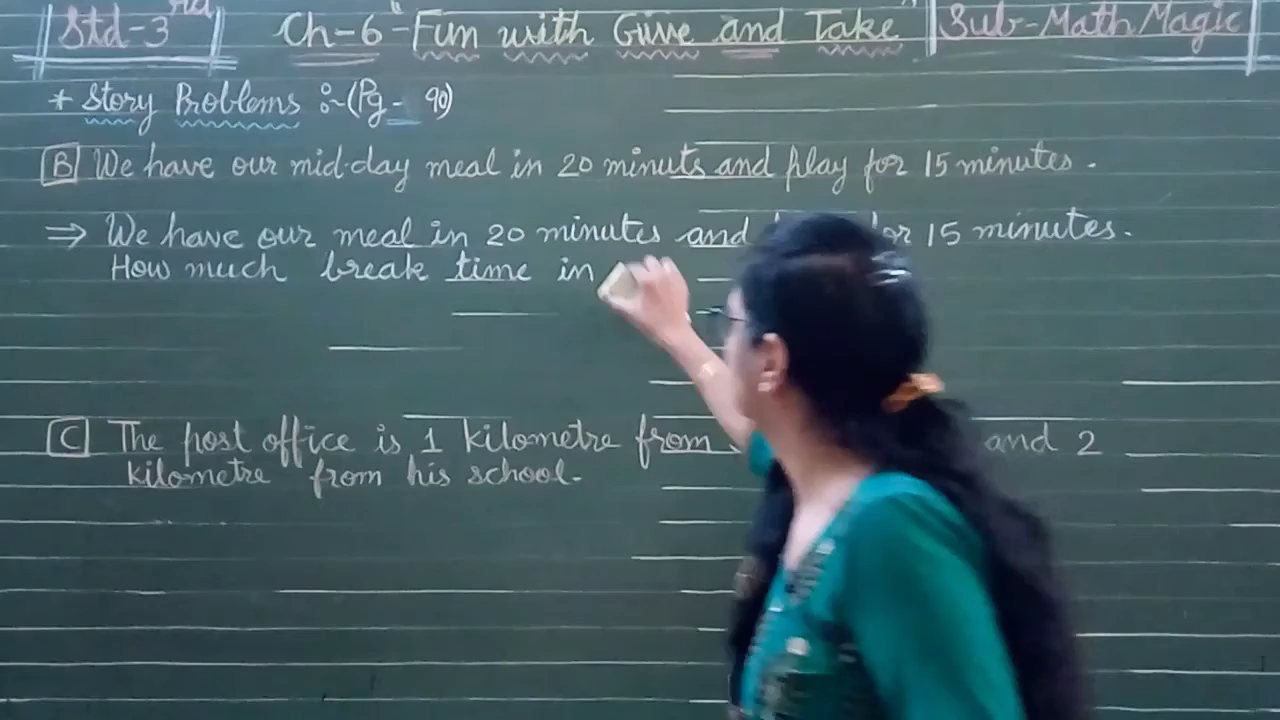 Std-3rd Ch-6 "Fun with Give and Take" Sub-Math Magic
* Story Problems :-(Pg- 90)
B We have our mid-day meal in 20 minuts and play for 15 minutes.
⇒ We have our meal in 20 minutes and for 15 minutes.
How much break time in
C The post office is 1 kilometre from and 2
kilometre from his school.